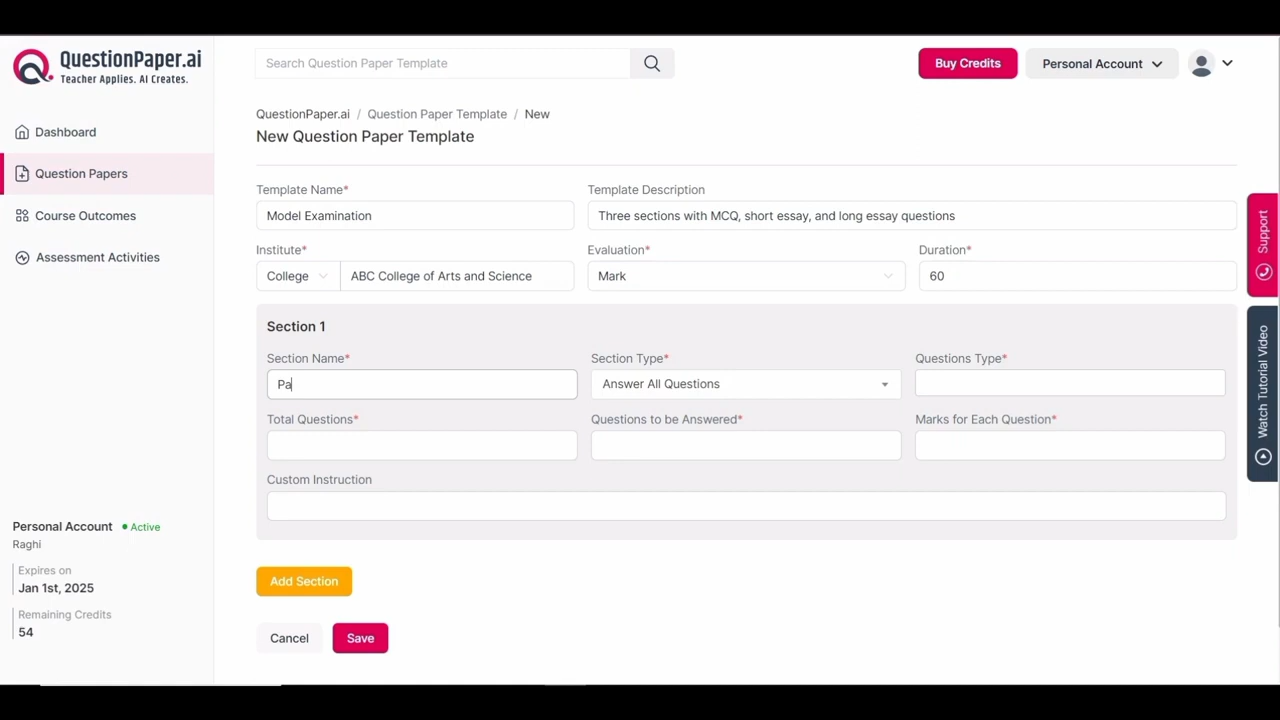 QuestionPaper.ai
Teacher Applies. AI Creates.
Search Question Paper Template
Buy Credits
Personal Account
Dashboard
Question Papers
Course Outcomes
Assessment Activities
QuestionPaper.ai / Question Paper Template / New
New Question Paper Template
Template Name* Template Description
Model Examination Three sections with MCQ, short essay, and long essay questions
Institute* Evaluation* Duration*
College ABC College of Arts and Science Mark 60
Section 1
Section Name* Section Type* Questions Type*
Pa Answer All Questions
Total Questions* Questions to be Answered* Marks for Each Question*
Custom Instruction
Add Section
Cancel Save
Personal Account Active
Raghi
Expires on
Jan 1st, 2025
Remaining Credits
54
Support
Watch Tutorial Video